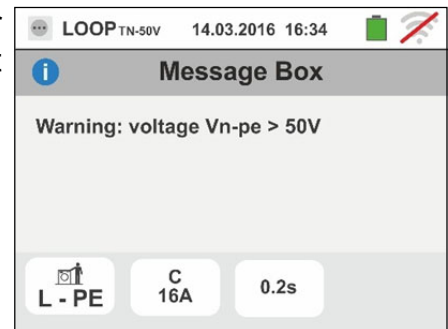 LOOP TN-50V 14.03.2016 16:34
i Message Box
Warning: voltage Vn-pe > 50V
L - PE
C
16A
0.2s